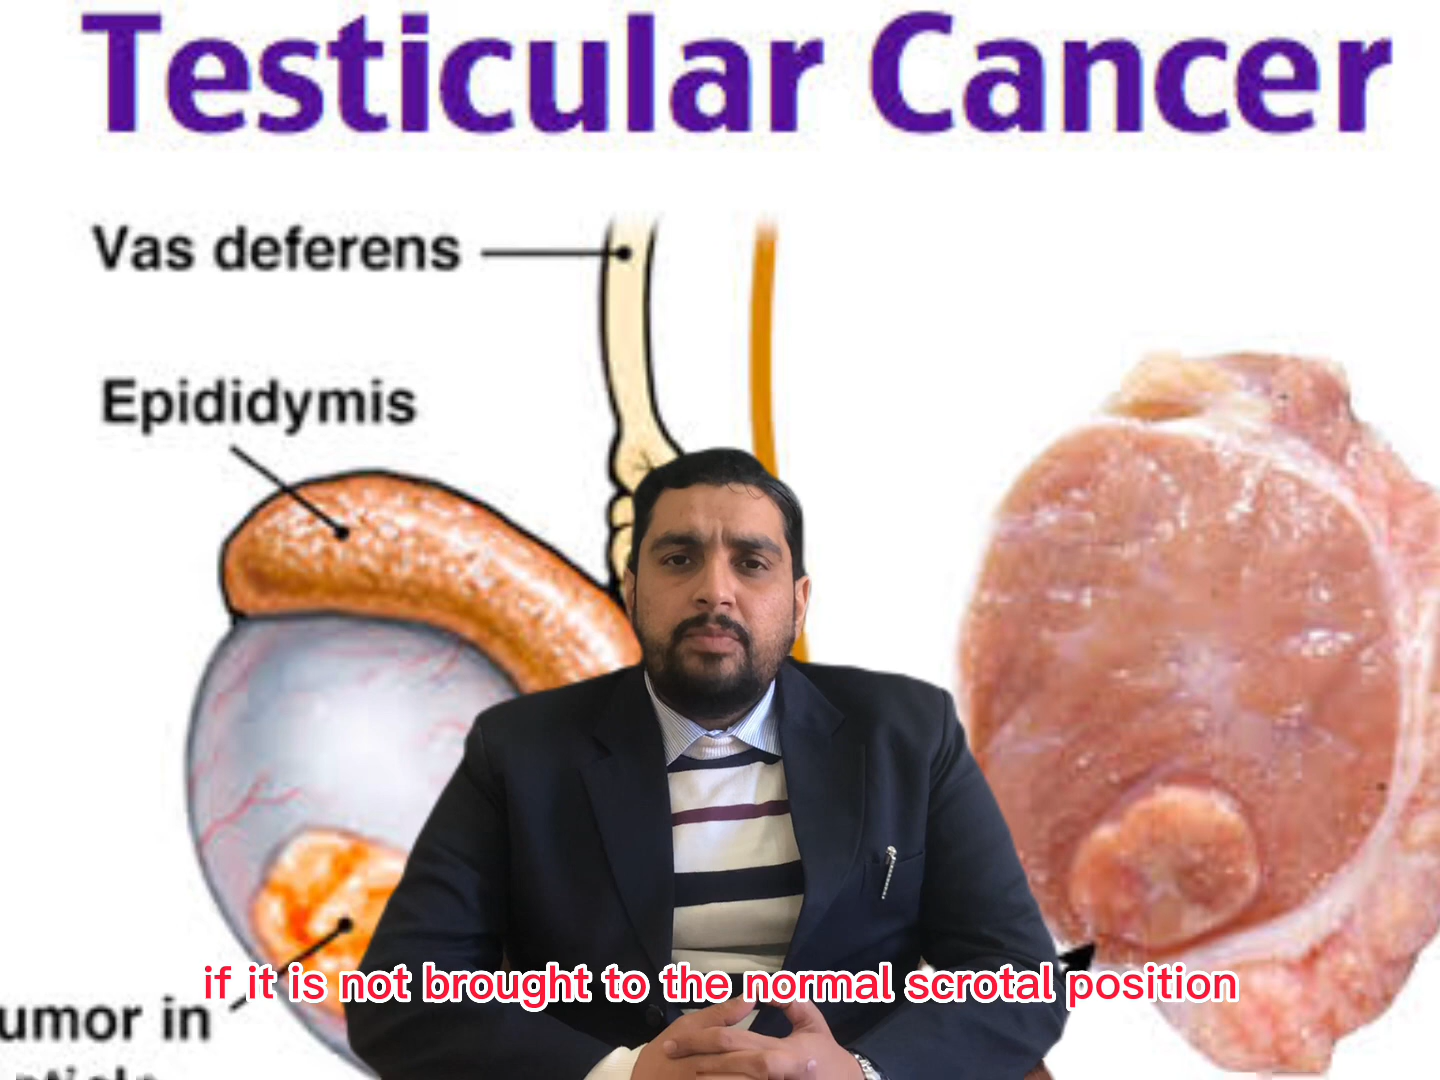 Testicular Cancer
Vas deferens
Epididymis
if it is not brought to the normal scrotal position
umor in